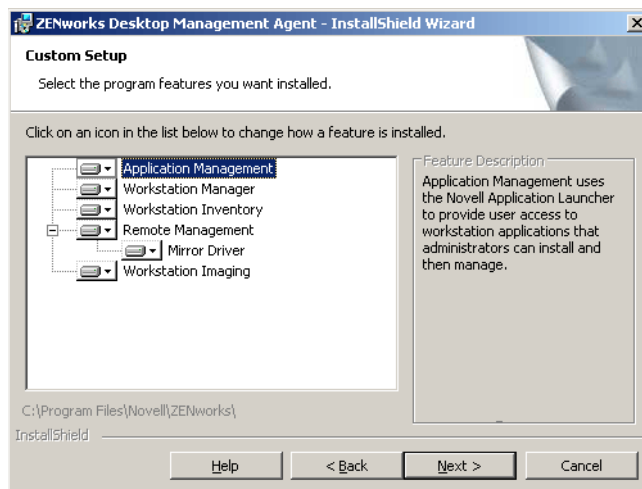 ZENworks Desktop Management Agent - InstallShield Wizard
Custom Setup
Select the program features you want installed.
Click on an icon in the list below to change how a feature is installed.
Application Management
Workstation Manager
Workstation Inventory
Remote Management
Mirror Driver
Workstation Imaging
Feature Description
Application Management uses
the Novell Application Launcher
to provide user access to
workstation applications that
administrators can install and
then manage.
C:\Program Files\Novell\ZENworks\
InstallShield
Help
< Back
Next >
Cancel